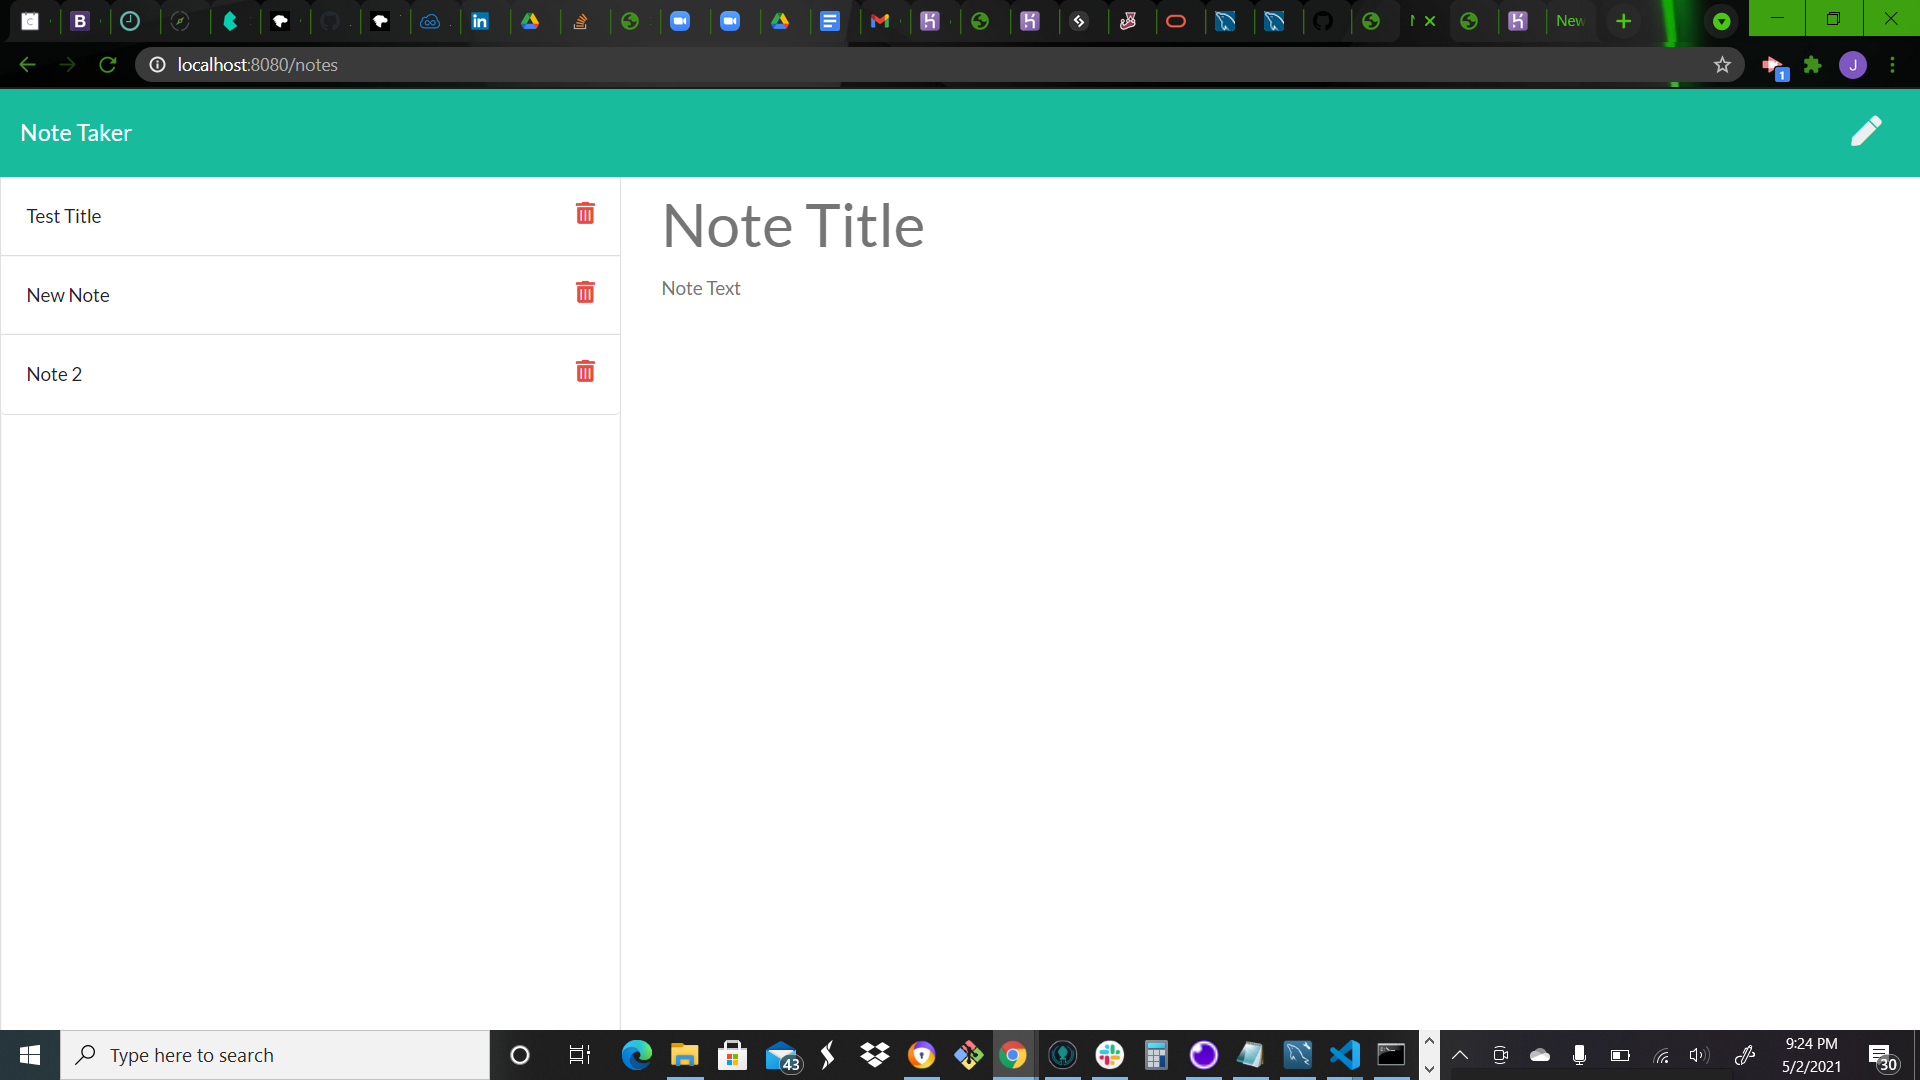 New
localhost:8080/notes
1
J
Note Taker
Test Title
New Note
Note 2
Note Title
Note Text
Type here to search
43
9:24 PM
5/2/2021
30